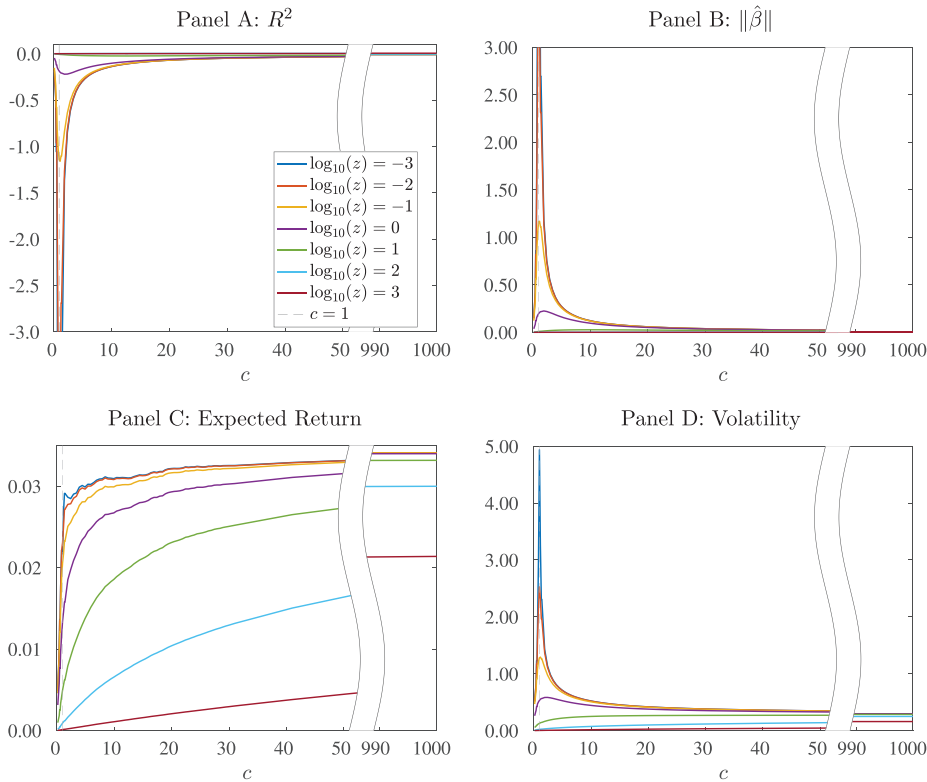 Panel A: R²
0.0
-0.5
-1.0
-1.5
-2.0
-2.5
-3.0
0 10 20 30 40 50 990 1000
c
log₁₀(z) = −3
log₁₀(z) = −2
log₁₀(z) = −1
log₁₀(z) = 0
log₁₀(z) = 1
log₁₀(z) = 2
log₁₀(z) = 3
c = 1
Panel B: ‖β̂‖
3.00
2.50
2.00
1.50
1.00
0.50
0.00
0 10 20 30 40 50 990 1000
c
Panel C: Expected Return
0.03
0.02
0.01
0.00
0 10 20 30 40 50 990 1000
c
Panel D: Volatility
5.00
4.00
3.00
2.00
1.00
0.00
0 10 20 30 40 50 990 1000
c